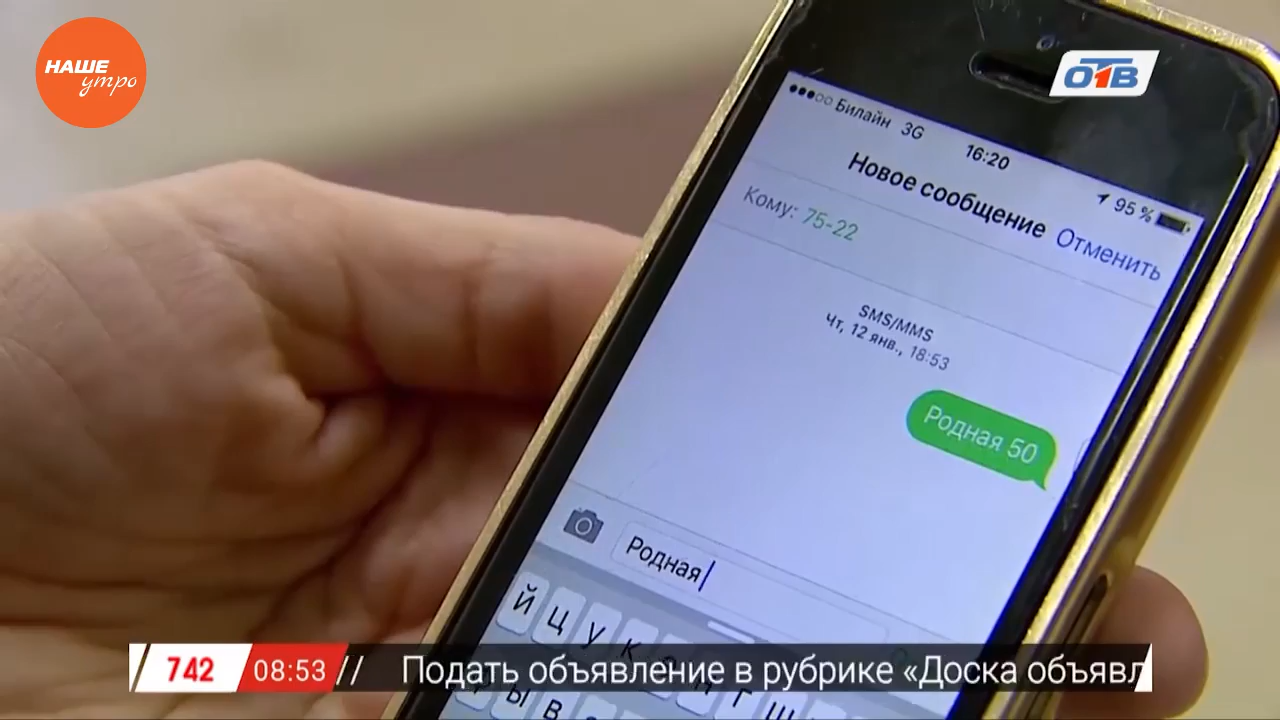 НАШЕ
утро
ОТВ
Билайн 3G
16:20
95 %
Новое сообщение
Отменить
Кому: 75-22
SMS/MMS
Чт, 12 янв., 18:53
Родная 50
Родная
Й Ц У К
Ы В
742
08:53 //
Подать объявление в рубрике «Доска объявл